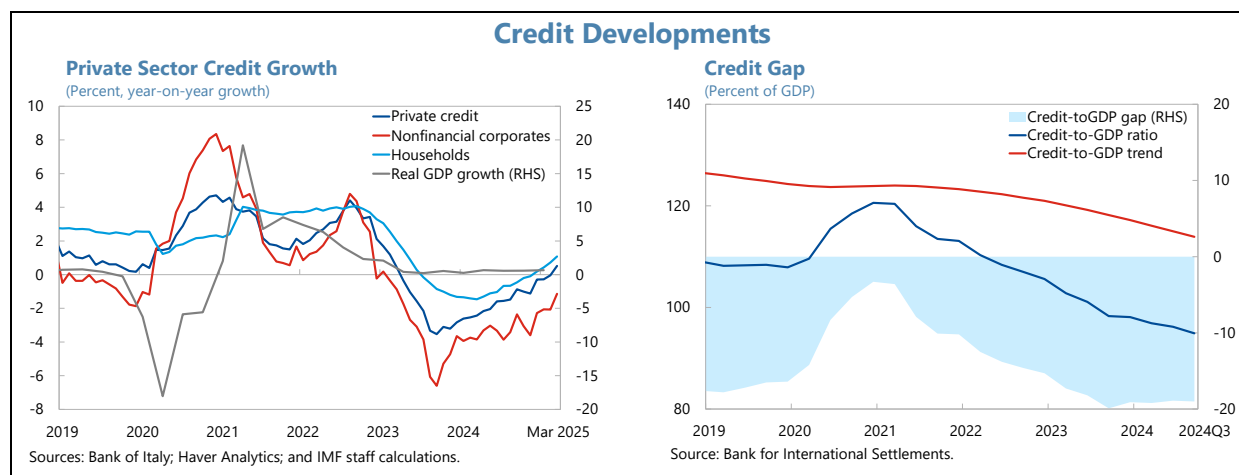 Credit Developments
Private Sector Credit Growth
(Percent, year-on-year growth)
10
8
6
4
2
0
-2
-4
-6
-8
25
20
15
10
5
0
-5
-10
-15
-20
Private credit
Nonfinancial corporates
Households
Real GDP growth (RHS)
2019 2020 2021 2022 2023 2024 Mar 2025
Sources: Bank of Italy; Haver Analytics; and IMF staff calculations.
Credit Gap
(Percent of GDP)
140
120
100
80
20
10
0
-10
-20
Credit-toGDP gap (RHS)
Credit-to-GDP ratio
Credit-to-GDP trend
2019 2020 2021 2022 2023 2024 2024Q3
Source: Bank for International Settlements.